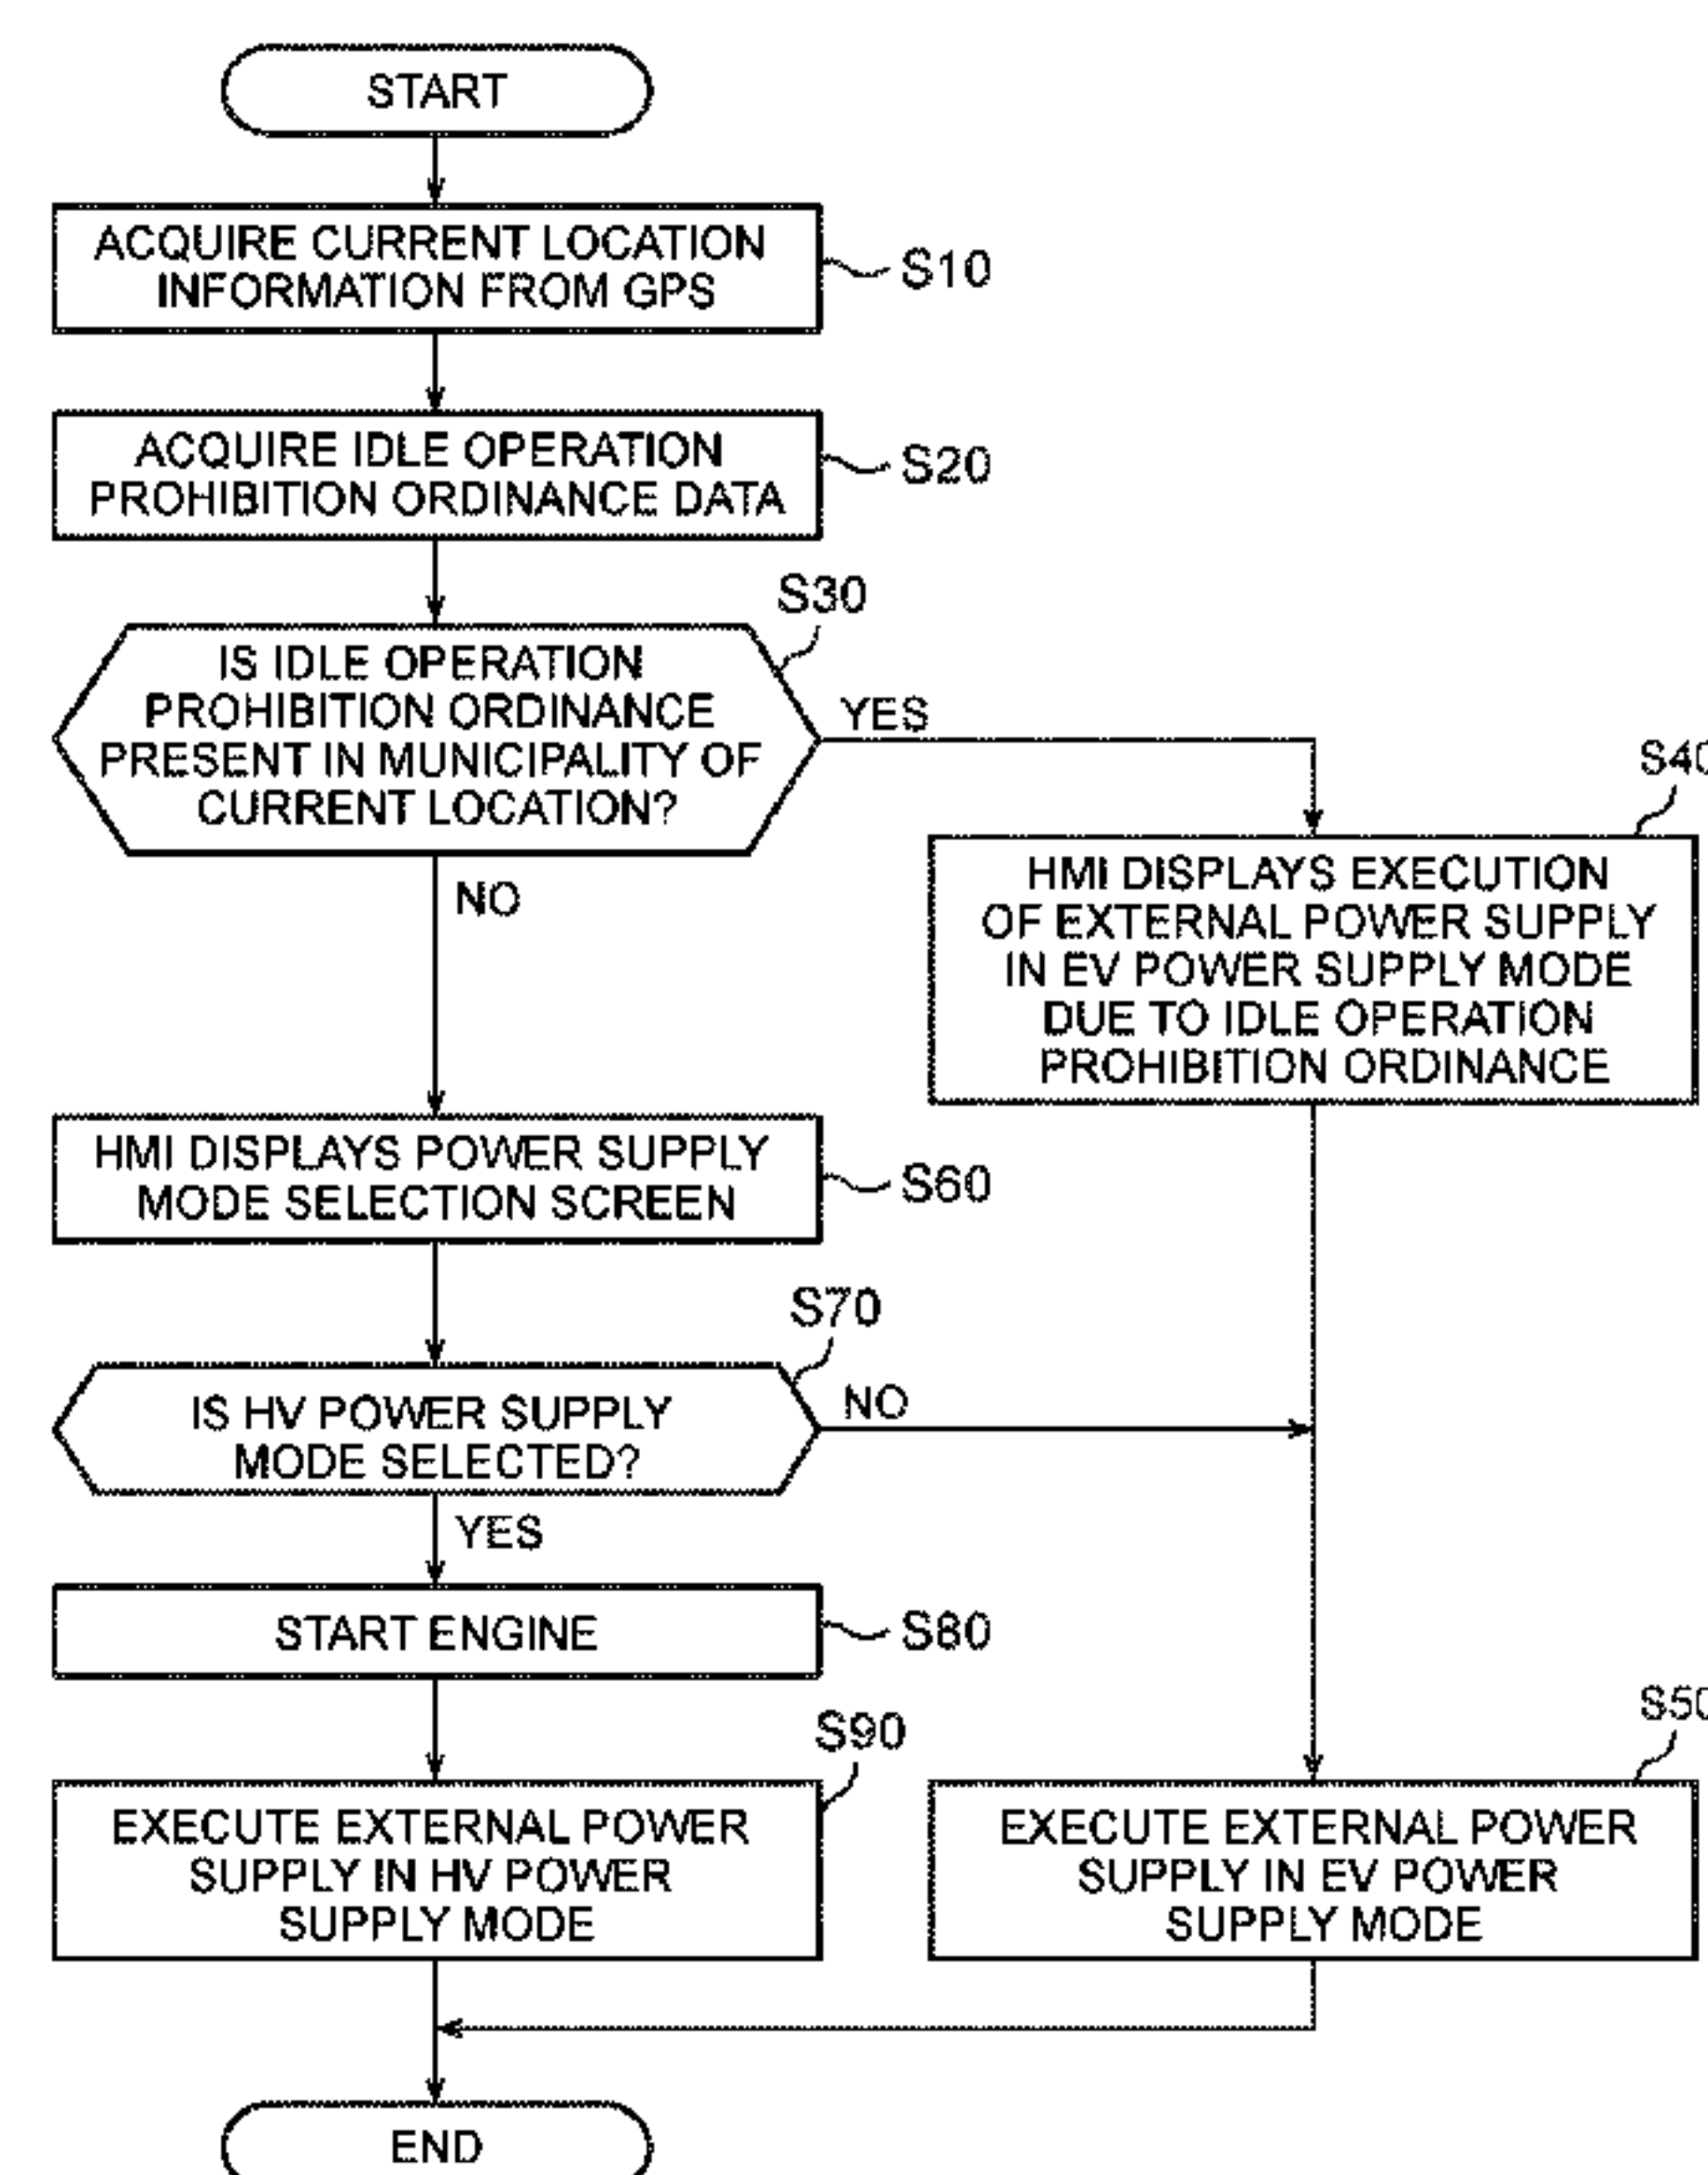 START
ACQUIRE CURRENT LOCATION
INFORMATION FROM GPS
S10
ACQUIRE IDLE OPERATION
PROHIBITION ORDINANCE DATA
S20
S30
IS IDLE OPERATION
PROHIBITION ORDINANCE
PRESENT IN MUNICIPALITY OF
CURRENT LOCATION?
YES
NO
S40
HMI DISPLAYS EXECUTION
OF EXTERNAL POWER SUPPLY
IN EV POWER SUPPLY MODE
DUE TO IDLE OPERATION
PROHIBITION ORDINANCE
HMI DISPLAYS POWER SUPPLY
MODE SELECTION SCREEN
S60
S70
IS HV POWER SUPPLY
MODE SELECTED?
NO
YES
START ENGINE
S80
S90
EXECUTE EXTERNAL POWER
SUPPLY IN HV POWER
SUPPLY MODE
S50
EXECUTE EXTERNAL POWER
SUPPLY IN EV POWER
SUPPLY MODE
END